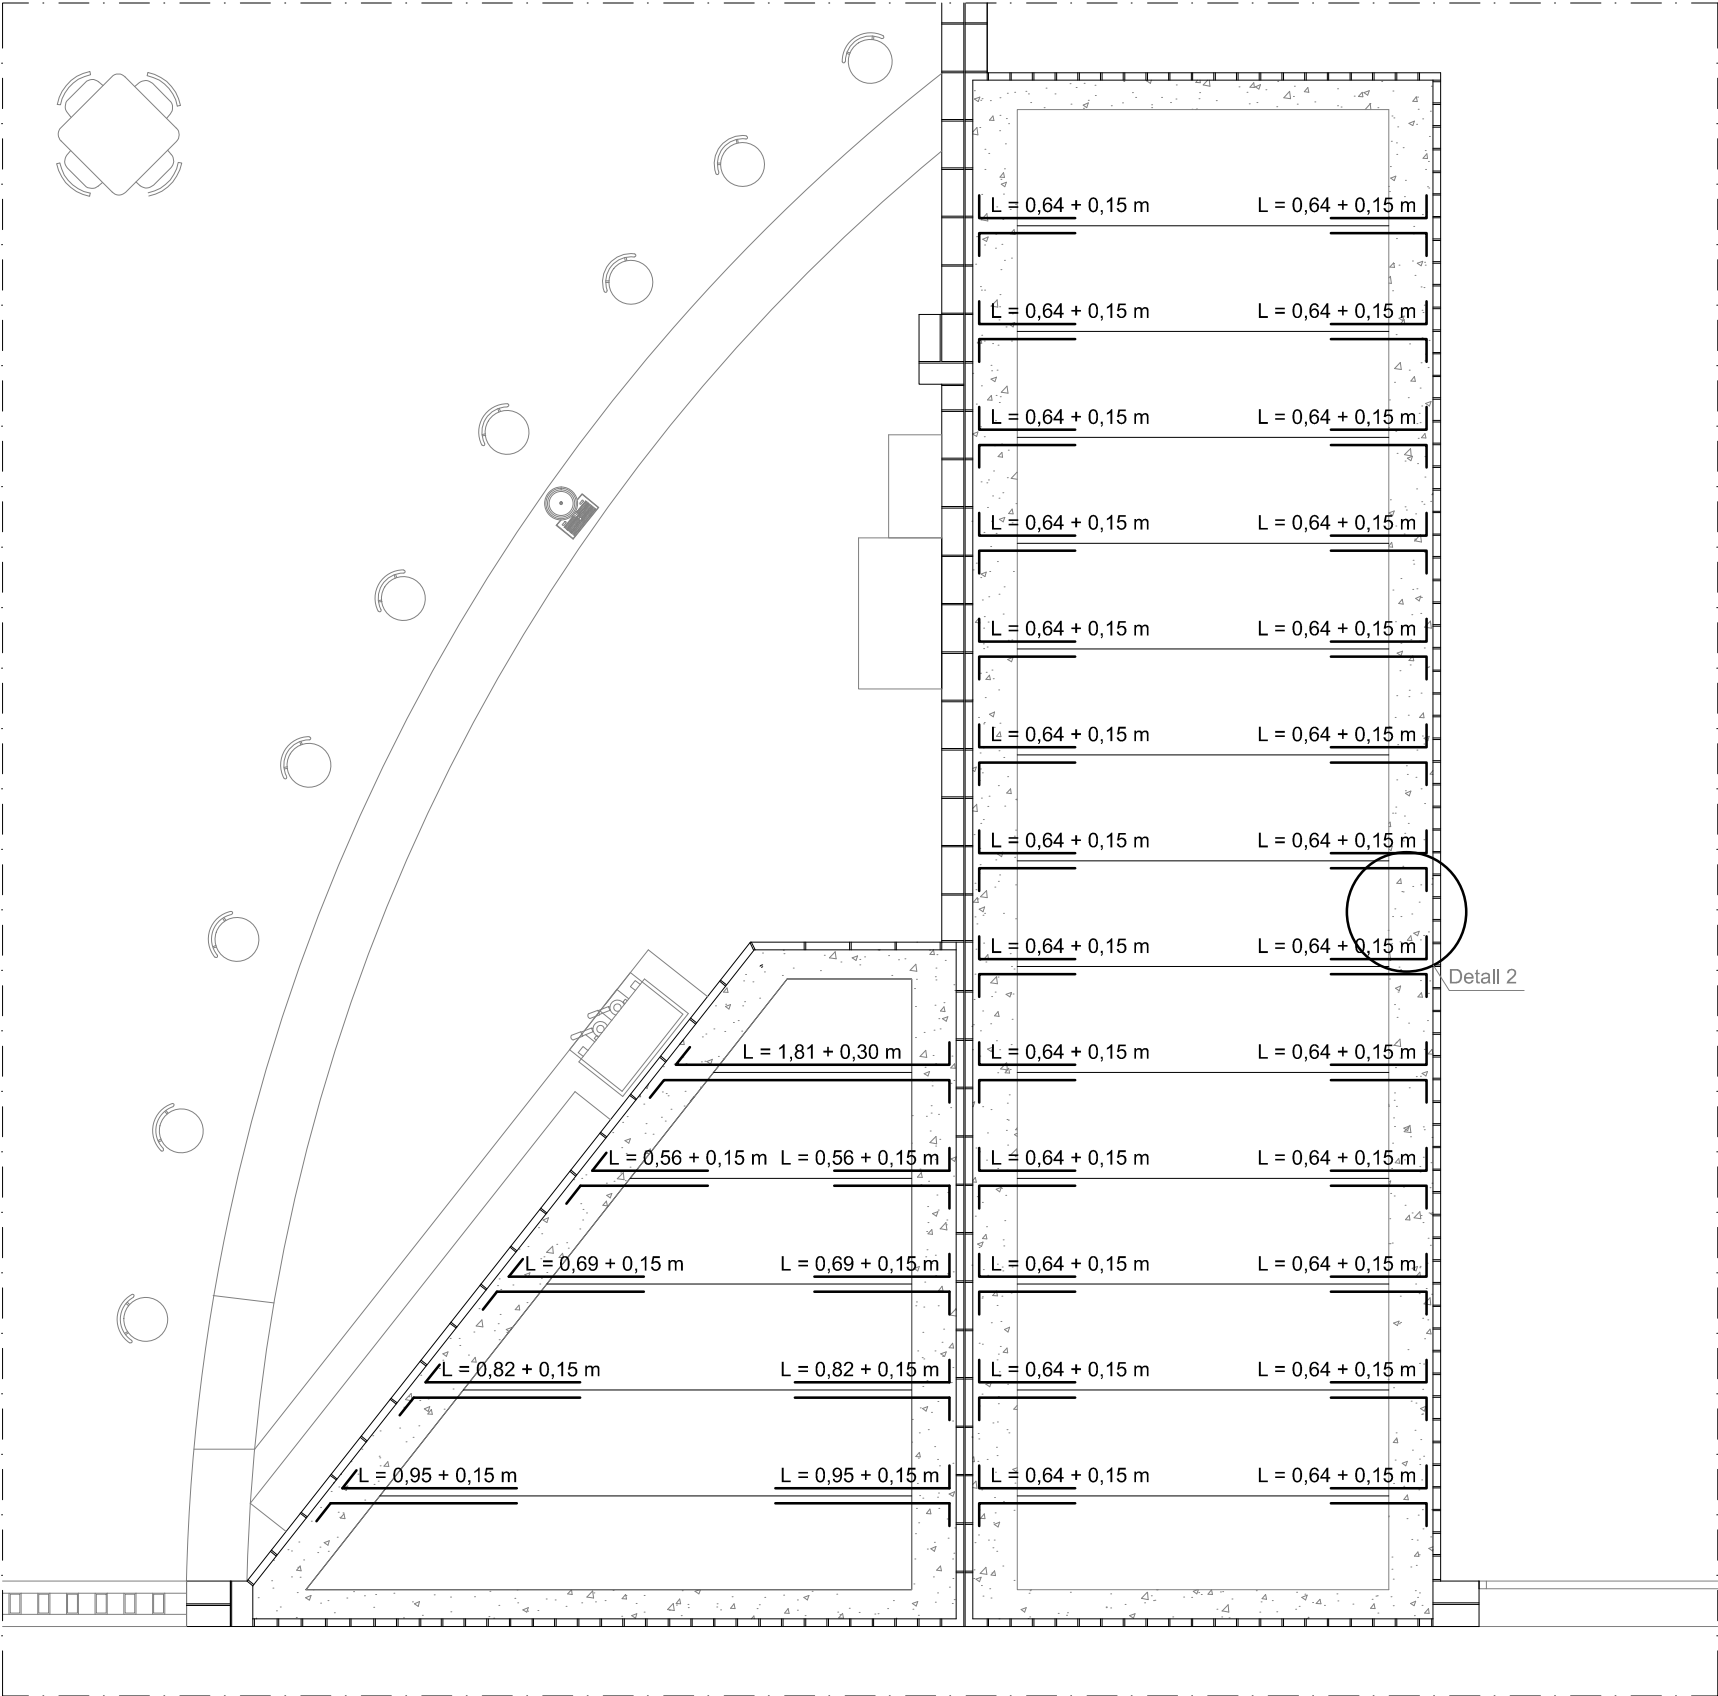 L = 0,64 + 0,15 m L = 0,64 + 0,15 m
L = 0,64 + 0,15 m L = 0,64 + 0,15 m
L = 0,64 + 0,15 m L = 0,64 + 0,15 m
L = 0,64 + 0,15 m L = 0,64 + 0,15 m
L = 0,64 + 0,15 m L = 0,64 + 0,15 m
L = 0,64 + 0,15 m L = 0,64 + 0,15 m
L = 0,64 + 0,15 m L = 0,64 + 0,15 m
L = 0,64 + 0,15 m L = 0,64 + 0,15 m
Detall 2
L = 1,81 + 0,30 m L = 0,64 + 0,15 m L = 0,64 + 0,15 m
L = 0,56 + 0,15 m L = 0,56 + 0,15 m L = 0,64 + 0,15 m L = 0,64 + 0,15 m
L = 0,69 + 0,15 m L = 0,69 + 0,15 m L = 0,64 + 0,15 m L = 0,64 + 0,15 m
L = 0,82 + 0,15 m L = 0,82 + 0,15 m L = 0,64 + 0,15 m L = 0,64 + 0,15 m
L = 0,95 + 0,15 m L = 0,95 + 0,15 m L = 0,64 + 0,15 m L = 0,64 + 0,15 m